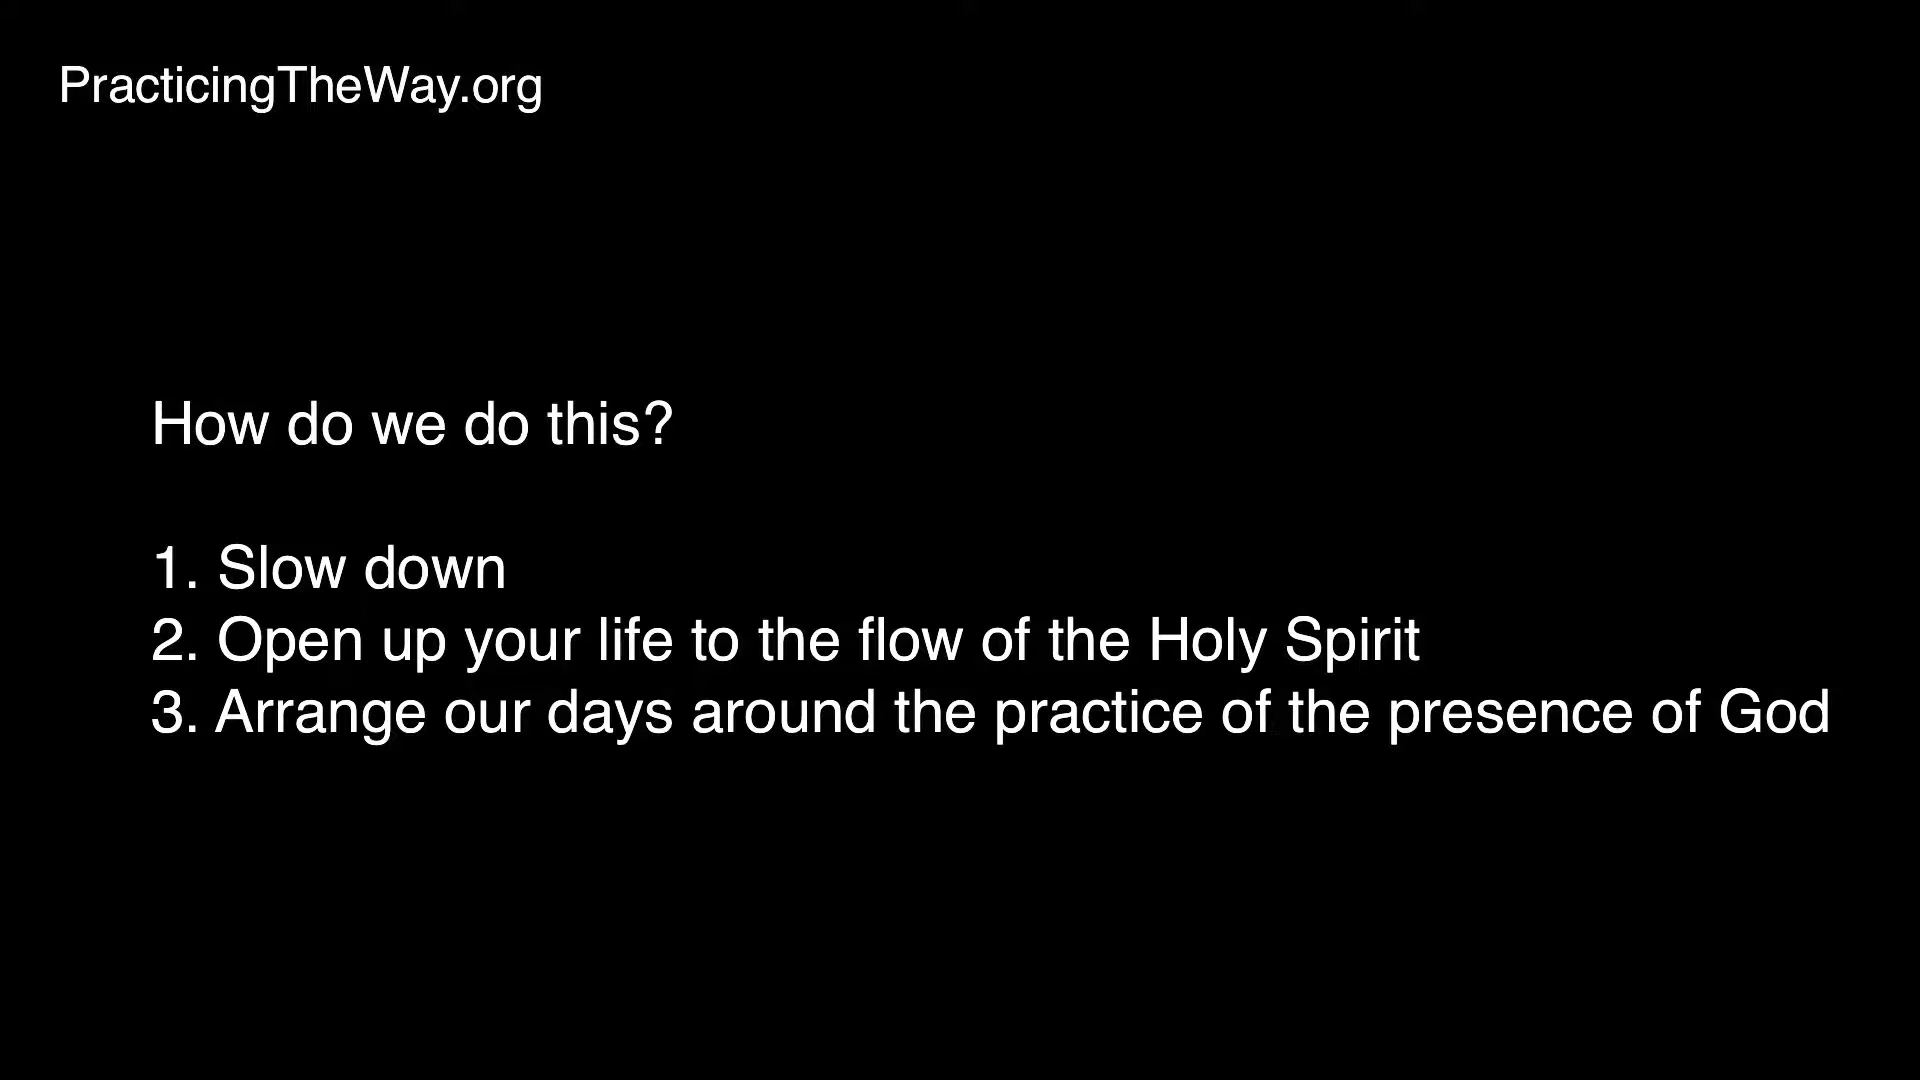 PracticingTheWay.org
How do we do this?
1. Slow down
2. Open up your life to the flow of the Holy Spirit
3. Arrange our days around the practice of the presence of God